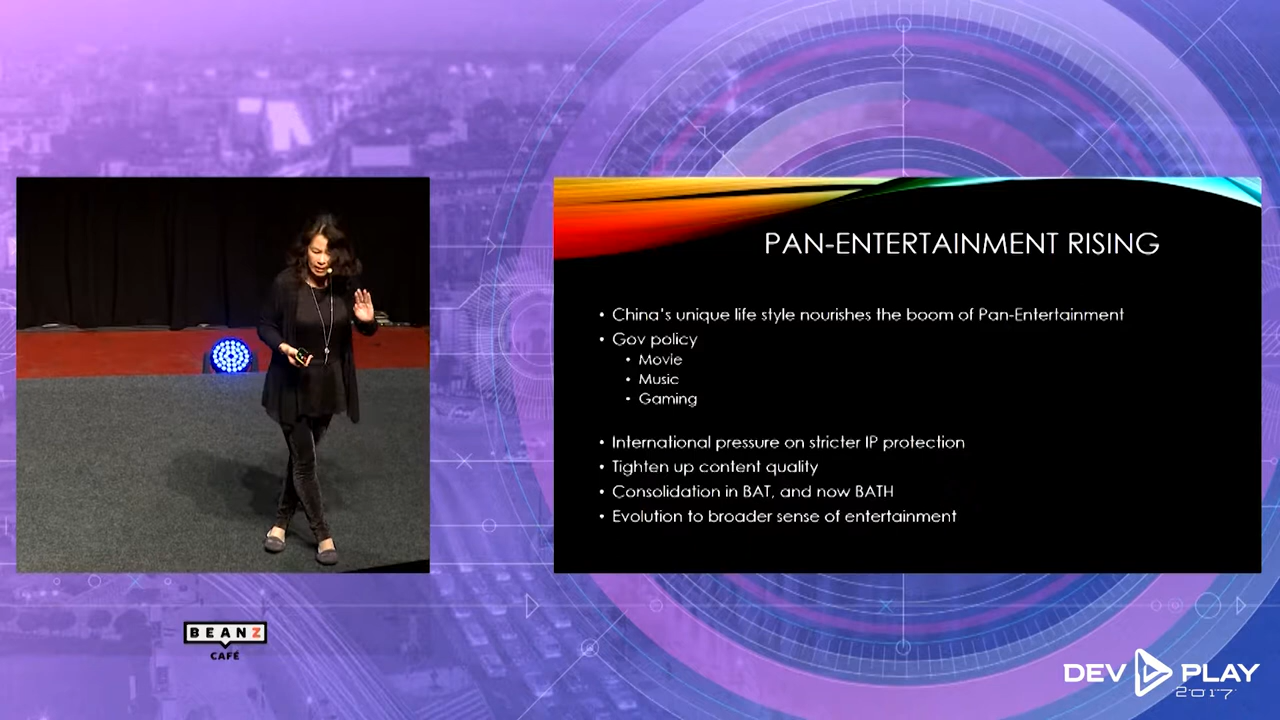 PAN-ENTERTAINMENT RISING
• China's unique life style nourishes the boom of Pan-Entertainment
• Gov policy
• Movie
• Music
• Gaming
• International pressure on stricter IP protection
• Tighten up content quality
• Consolidation in BAT, and now BATH
• Evolution to broader sense of entertainment
BEANZ
CAFÉ
DEV PLAY
2017